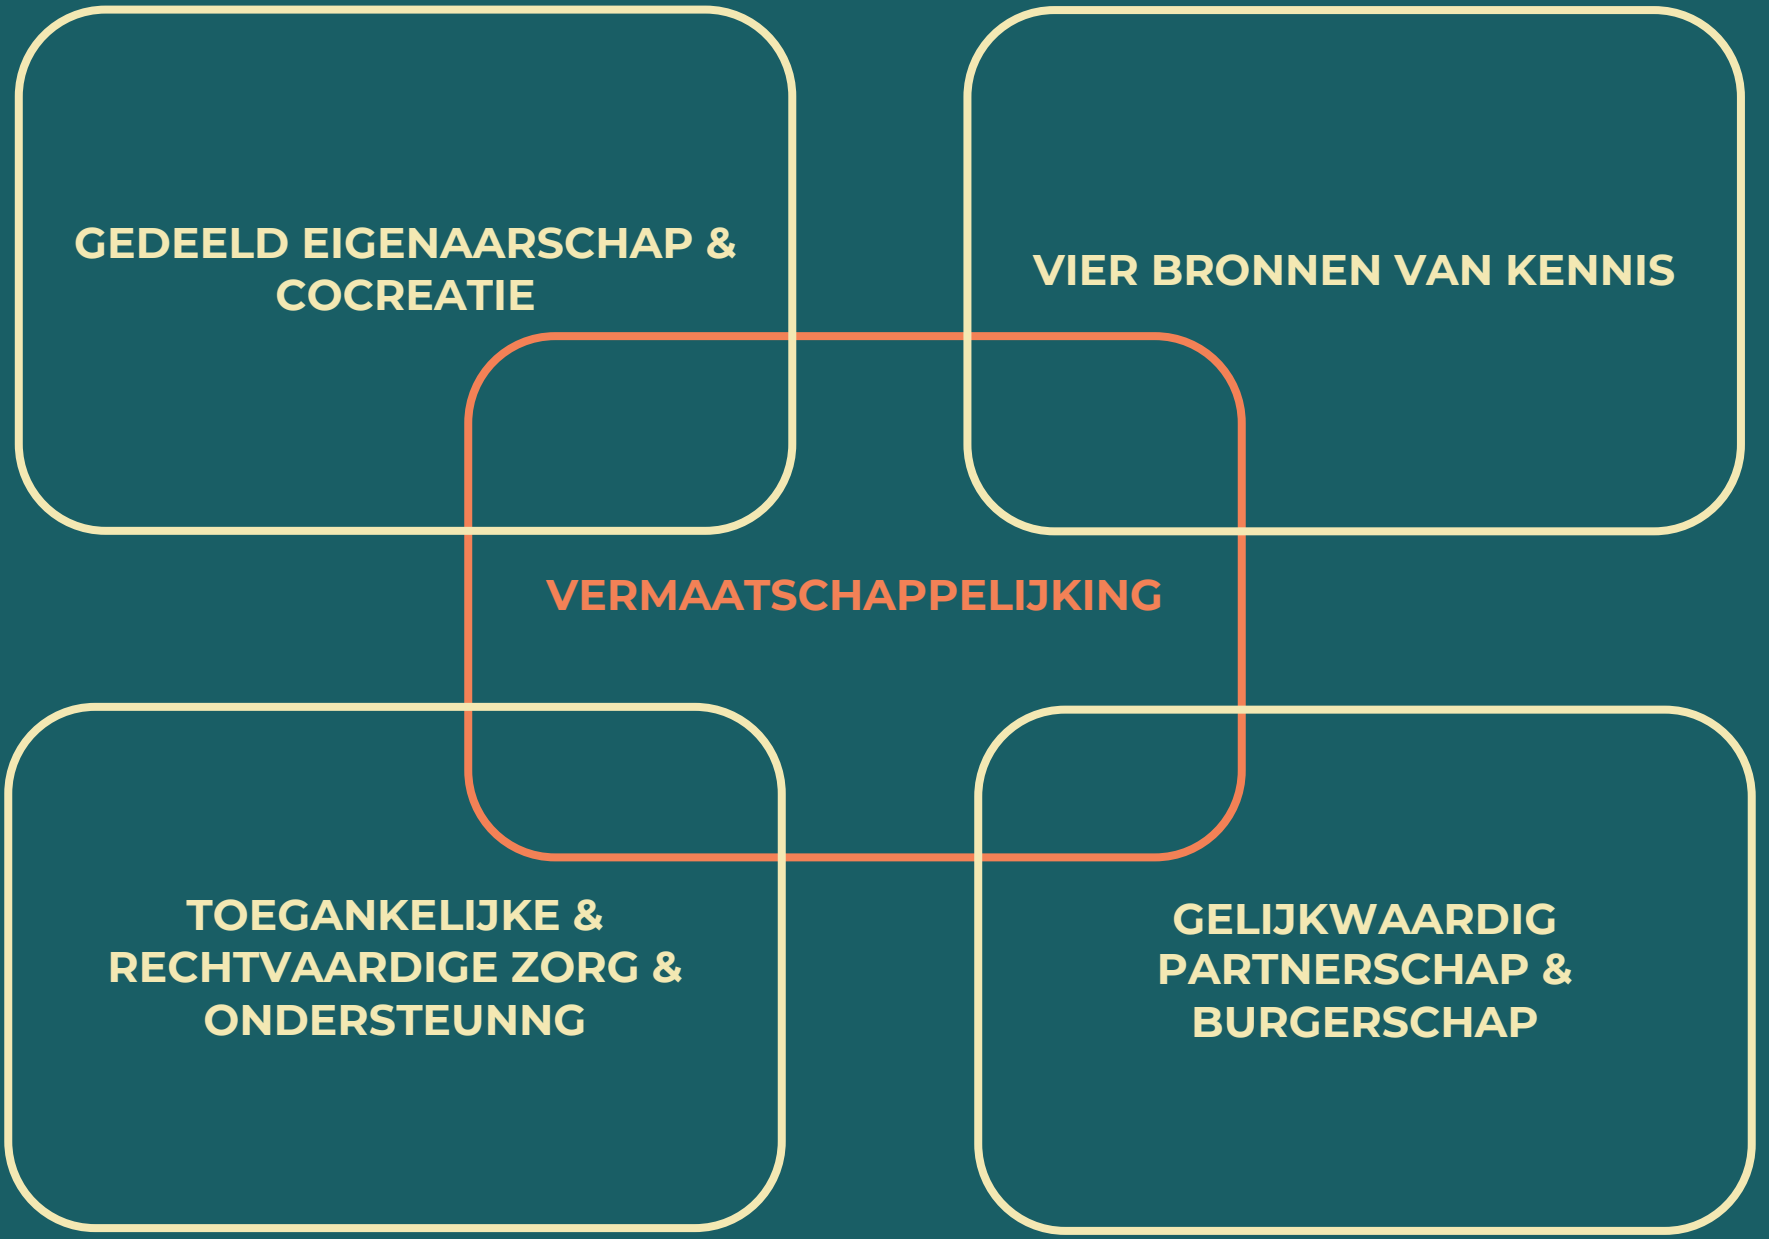 GEDEELD EIGENAARSCHAP &
COCREATIE
VIER BRONNEN VAN KENNIS
VERMAATSCHAPPELIJKING
TOEGANKELIJKE &
RECHTVAARDIGE ZORG &
ONDERSTEUNNG
GELIJKWAARDIG
PARTNERSCHAP &
BURGERSCHAP